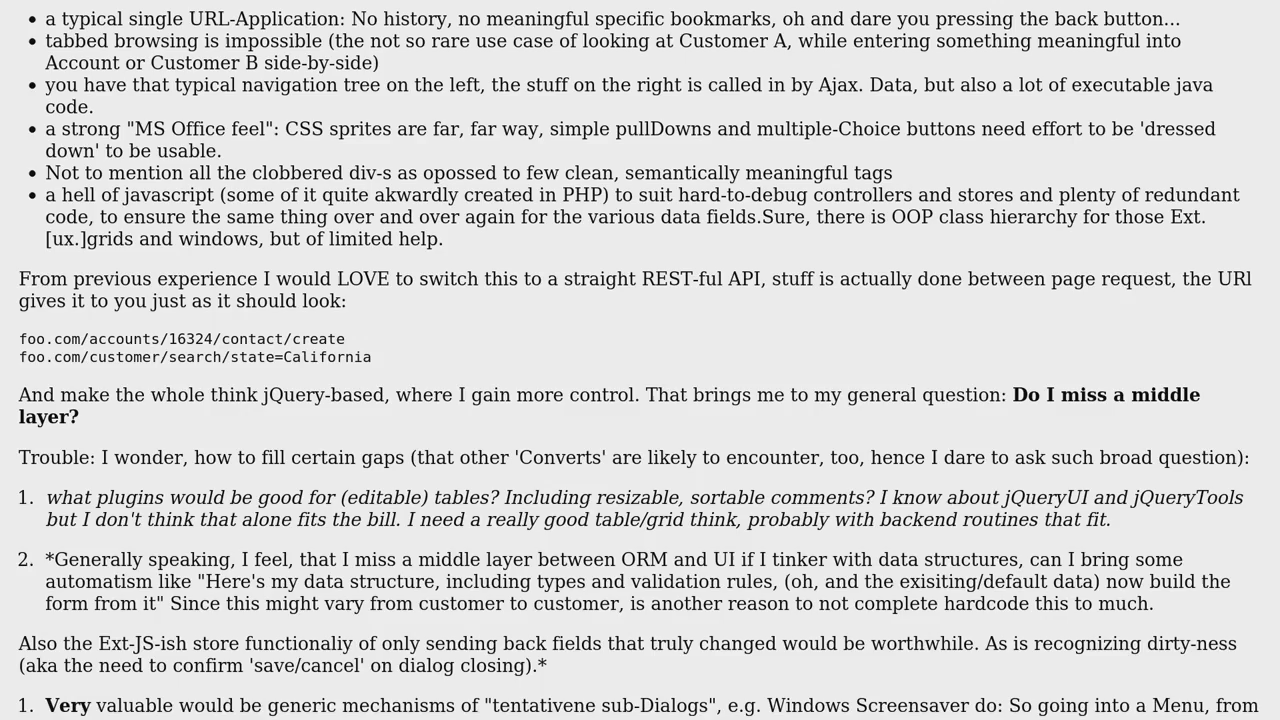 • a typical single URL-Application: No history, no meaningful specific bookmarks, oh and dare you pressing the back button...
• tabbed browsing is impossible (the not so rare use case of looking at Customer A, while entering something meaningful into
Account or Customer B side-by-side)
• you have that typical navigation tree on the left, the stuff on the right is called in by Ajax. Data, but also a lot of executable java
code.
• a strong "MS Office feel": CSS sprites are far, far way, simple pullDowns and multiple-Choice buttons need effort to be 'dressed
down' to be usable.
• Not to mention all the clobbered div-s as opossed to few clean, semantically meaningful tags
• a hell of javascript (some of it quite akwardly created in PHP) to suit hard-to-debug controllers and stores and plenty of redundant
code, to ensure the same thing over and over again for the various data fields.Sure, there is OOP class hierarchy for those Ext.
[ux.]grids and windows, but of limited help.
From previous experience I would LOVE to switch this to a straight REST-ful API, stuff is actually done between page request, the URl
gives it to you just as it should look:
foo.com/accounts/16324/contact/create
foo.com/customer/search/state=California
And make the whole think jQuery-based, where I gain more control. That brings me to my general question: Do I miss a middle
layer?
Trouble: I wonder, how to fill certain gaps (that other 'Converts' are likely to encounter, too, hence I dare to ask such broad question):
1. what plugins would be good for (editable) tables? Including resizable, sortable comments? I know about jQueryUI and jQueryTools
but I don't think that alone fits the bill. I need a really good table/grid think, probably with backend routines that fit.
2. *Generally speaking, I feel, that I miss a middle layer between ORM and UI if I tinker with data structures, can I bring some
automatism like "Here's my data structure, including types and validation rules, (oh, and the exisiting/default data) now build the
form from it" Since this might vary from customer to customer, is another reason to not complete hardcode this to much.
Also the Ext-JS-ish store functionaliy of only sending back fields that truly changed would be worthwhile. As is recognizing dirty-ness
(aka the need to confirm 'save/cancel' on dialog closing).*
1. Very valuable would be generic mechanisms of "tentativene sub-Dialogs", e.g. Windows Screensaver do: So going into a Menu, from